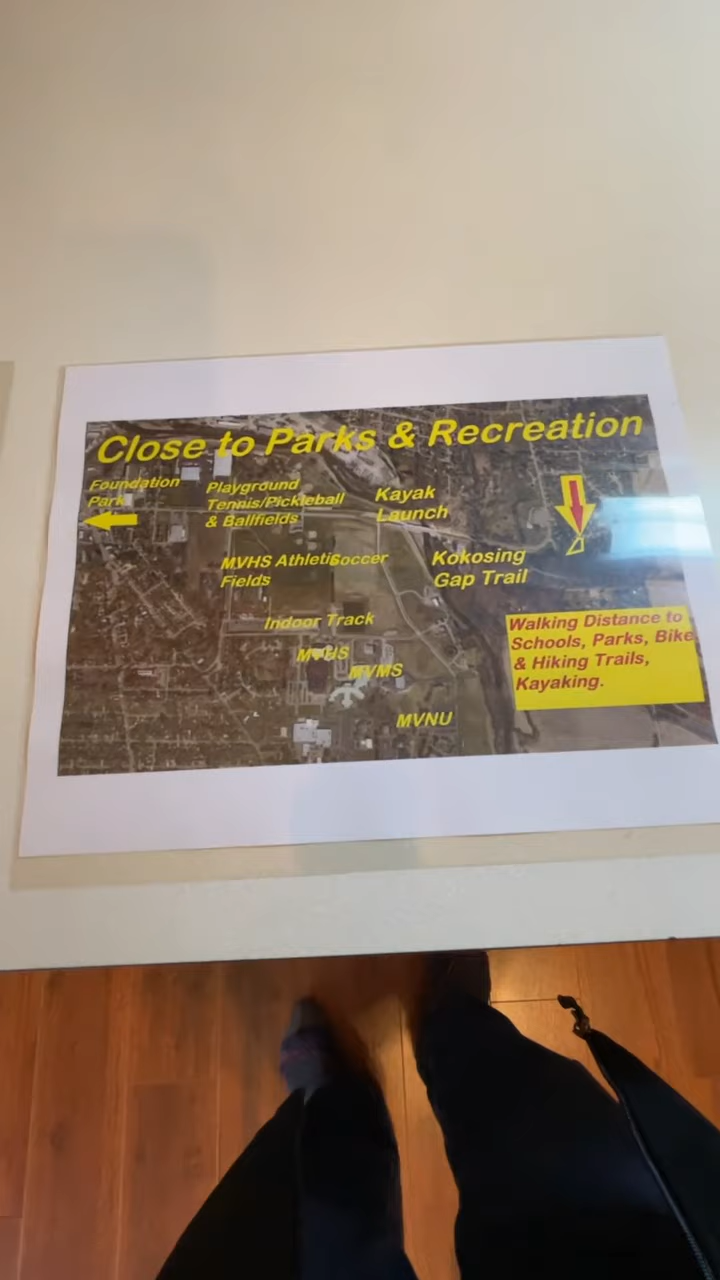 Close to Parks & Recreation
Foundation
Park
Playground
Tennis/Pickleball
& Ballfields
Kayak
Launch
MVHS Athletic
Fields
Soccer
Kokosing
Gap Trail
Indoor Track
MVHS
MVMS
MVNU
Walking Distance to
Schools, Parks, Bike
& Hiking Trails,
Kayaking.